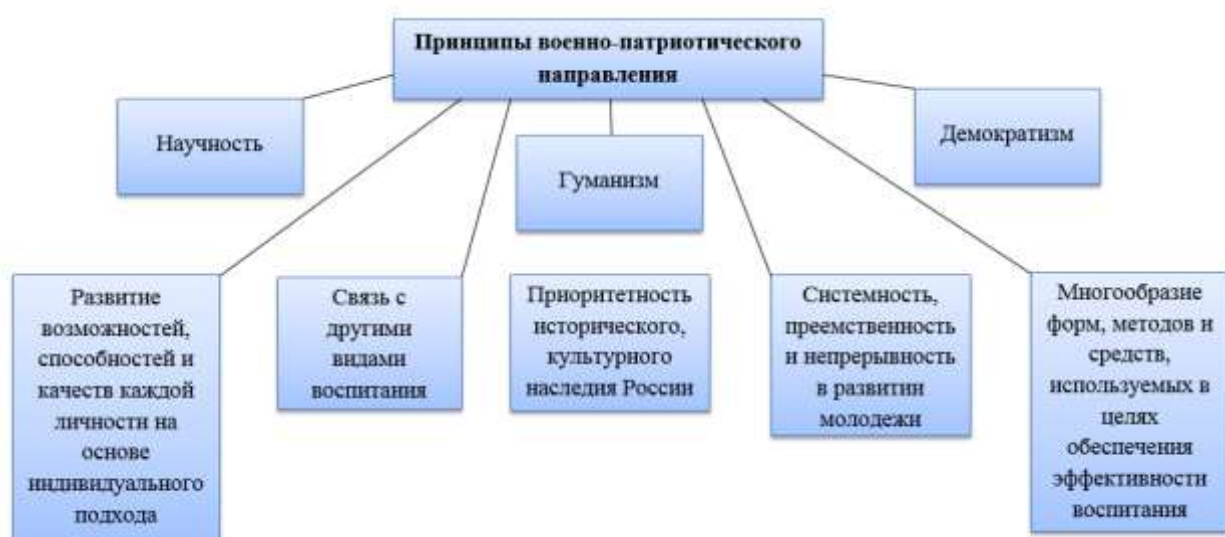 Принципы военно-патриотического
направления
Научность
Гуманизм
Демократизм
Развитие
возможностей,
способностей и
качеств каждой
личности на
основе
индивидуального
подхода
Связь с
другими
видами
воспитания
Приоритетность
исторического,
культурного
наследия России
Системность,
преемственность
и непрерывность
в развитии
молодежи
Многообразие
форм, методов и
средств,
используемых в
целях
обеспечения
эффективности
воспитания